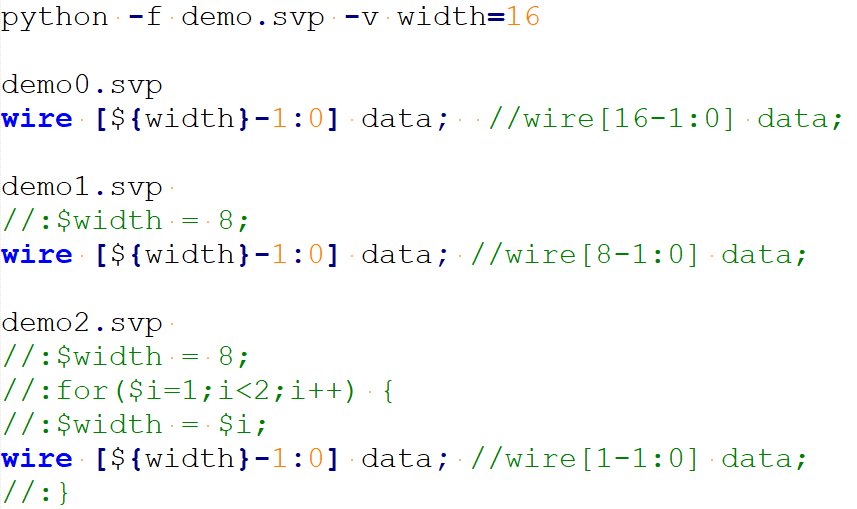 python -f demo.svp -v width=16
demo0.svp
wire [${width}-1:0] data;  //wire[16-1:0] data;
demo1.svp
//:$width = 8;
wire [${width}-1:0] data; //wire[8-1:0] data;
demo2.svp
//:$width = 8;
//:for($i=1;i<2;i++) {
//:$width = $i;
wire [${width}-1:0] data; //wire[1-1:0] data;
//:}